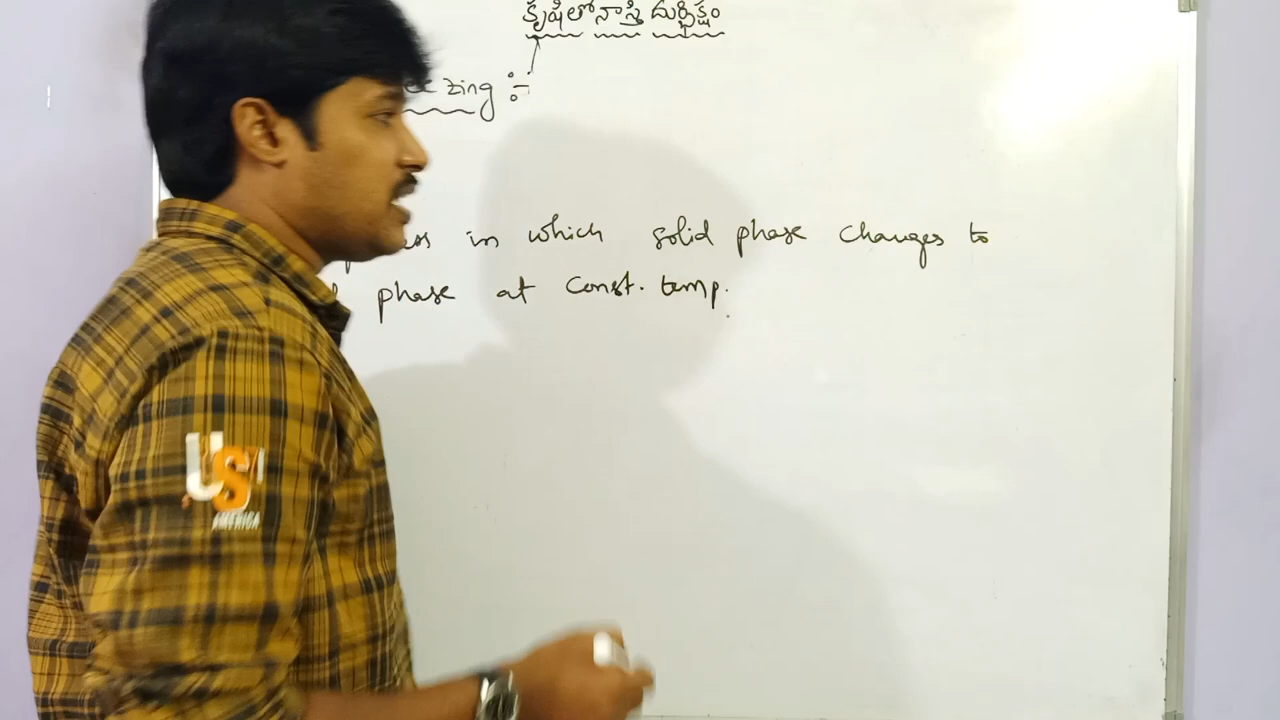 కృషితో నాస్తి దుర్భిక్షం
zing :-
in which solid phase changes to
phase at const. temp.
US
AMERICA